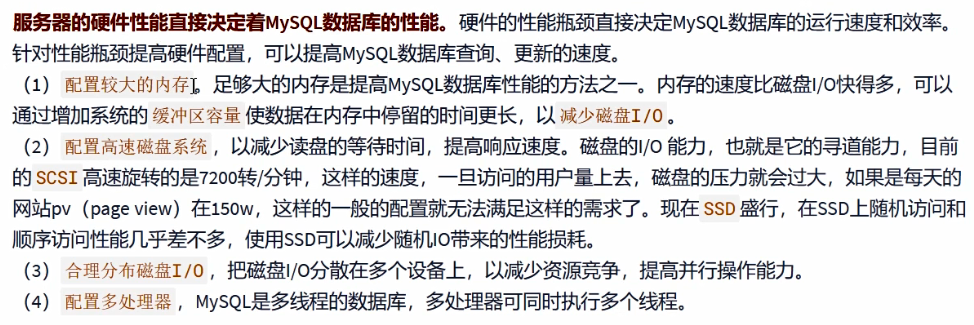 服务器的硬件性能直接决定着MySQL数据库的性能。硬件的性能瓶颈直接决定MySQL数据库的运行速度和效率。
针对性能瓶颈提高硬件配置，可以提高MySQL数据库查询、更新的速度。
（1）配置较大的内存。足够大的内存是提高MySQL数据库性能的方法之一。内存的速度比磁盘I/O快得多，可以
通过增加系统的缓冲区容量使数据在内存中停留的时间更长，以减少磁盘I/O。
（2）配置高速磁盘系统，以减少读盘的等待时间，提高响应速度。磁盘的I/O 能力，也就是它的寻道能力，目前
的SCSI高速旋转的是7200转/分钟，这样的速度，一旦访问的用户量上去，磁盘的压力就会过大，如果是每天的
网站pv（page view）在150w，这样的一般的配置就无法满足这样的需求了。现在SSD盛行，在SSD上随机访问和
顺序访问性能几乎差不多，使用SSD可以减少随机IO带来的性能损耗。
（3）合理分布磁盘I/O，把磁盘I/O分散在多个设备上，以减少资源竞争，提高并行操作能力。
（4）配置多处理器，MySQL是多线程的数据库，多处理器可同时执行多个线程。